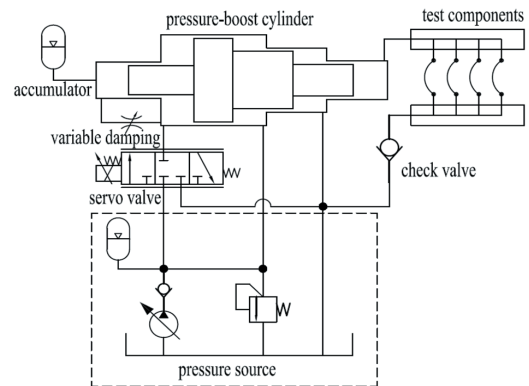 pressure-boost cylinder
test components
accumulator
variable damping
check valve
servo valve
pressure source